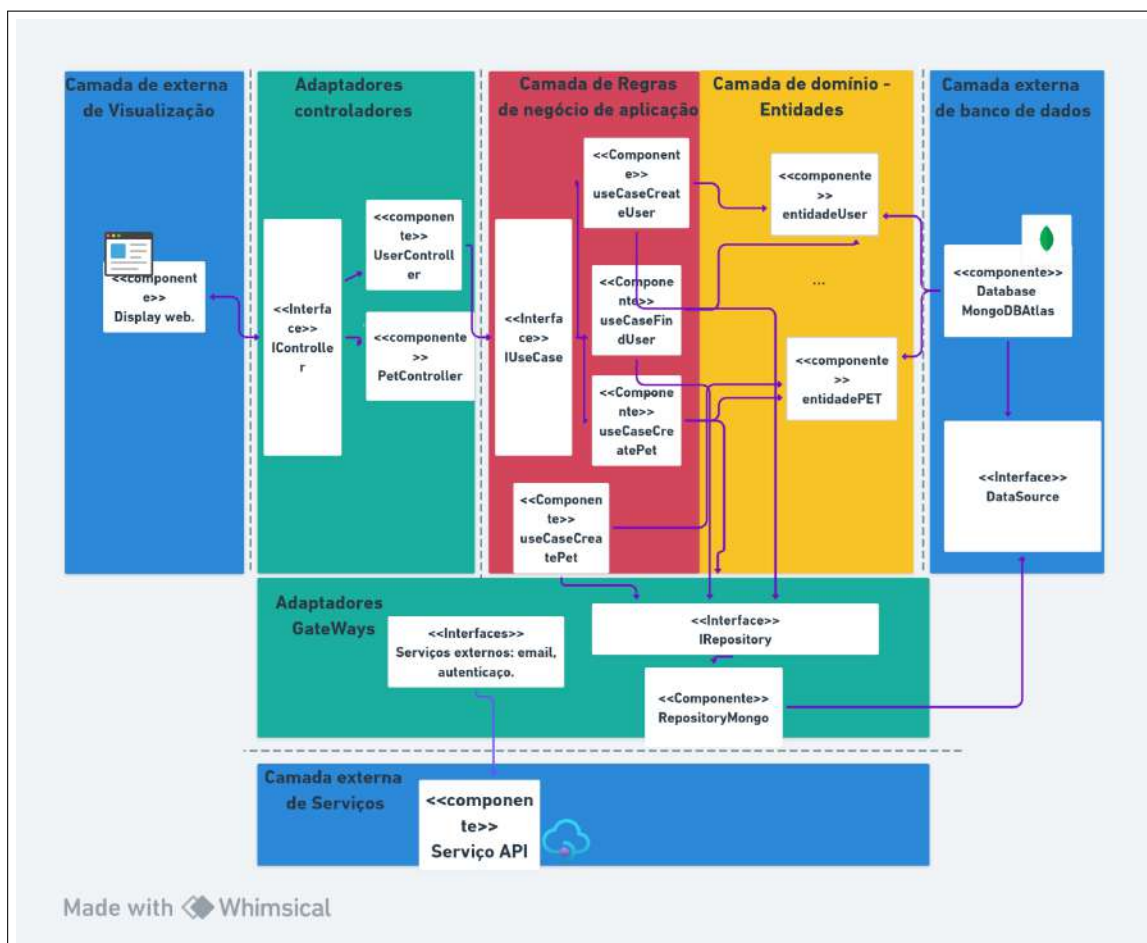 Camada de externa
de Visualização
<<component
e>>
Display web.
Adaptadores
controladores
<<Interfa
ce>>
IControlle
r
<<compone
nte>>
UserControll
er
<<componente
>>
PetController
Camada de Regras
de negócio de aplicação
<<Interfa
ce>>
IUseCase
<<Component
e>>
useCaseCreat
eUser
<<Compone
nte>>
useCaseFin
dUser
<<Compone
nte>>
useCaseCre
atePet
<<Compone
nte>>
useCaseCrea
tePet
Camada de domínio -
Entidades
<<componente
>>
entidadeUser
...
<<componente
>>
entidadePET
Camada externa
de banco de dados
<<componente>>
Database
MongoDBAtlas
<<Interface>>
DataSource
Adaptadores
GateWays
<<Interfaces>>
Serviços externos: email,
autenticaço.
<<Interface>>
IRepository
<<Componente>>
RepositoryMongo
Camada externa
de Serviços
<<componen
te>>
Serviço API
Made with Whimsical